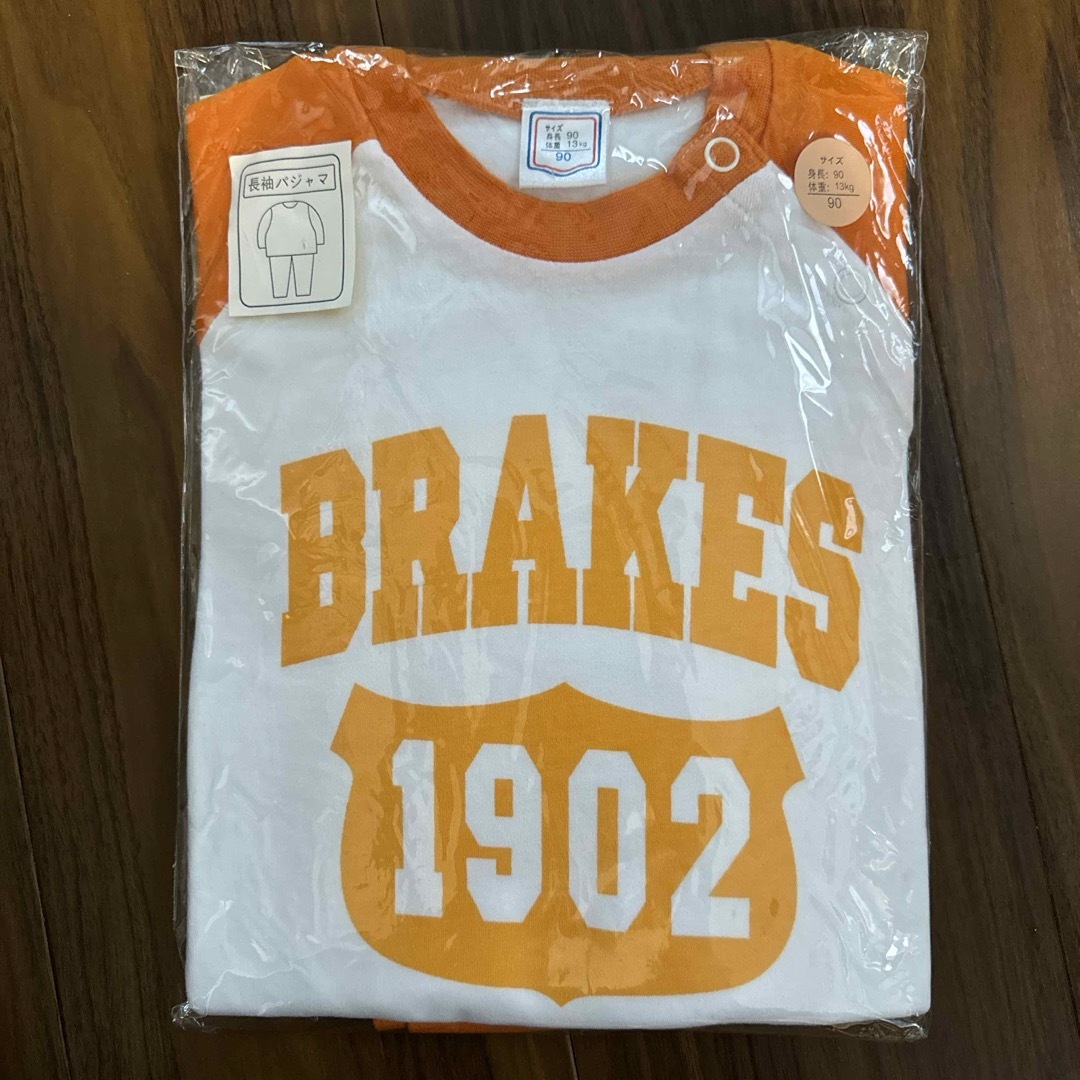 長袖パジャマ
サイズ
身長 90
体重 13kg
90
サイズ
身長: 90
体重: 13kg
90
BRAKES
1902